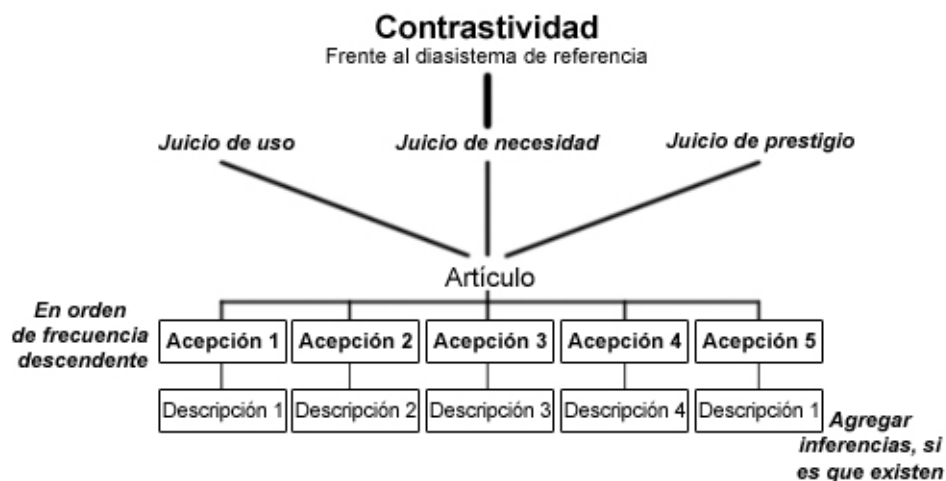 Contrastividad
Frente al diasistema de referencia
Juicio de uso
Juicio de necesidad
Juicio de prestigio
Artículo
En orden
de frecuencia
descendente
Acepción 1
Acepción 2
Acepción 3
Acepción 4
Acepción 5
Descripción 1
Descripción 2
Descripción 3
Descripción 4
Descripción 1
Agregar
inferencias, si
es que existen